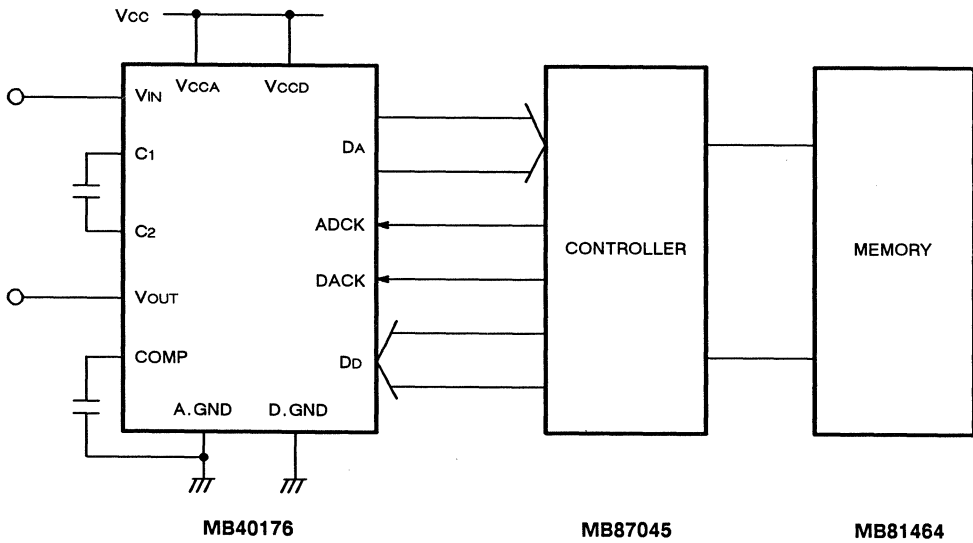 VCC
VCCA VCCD
VIN
C1
DA
C2
ADCK
CONTROLLER
MEMORY
DACK
VOUT
COMP
DD
A.GND D.GND
MB40176
MB87045
MB81464